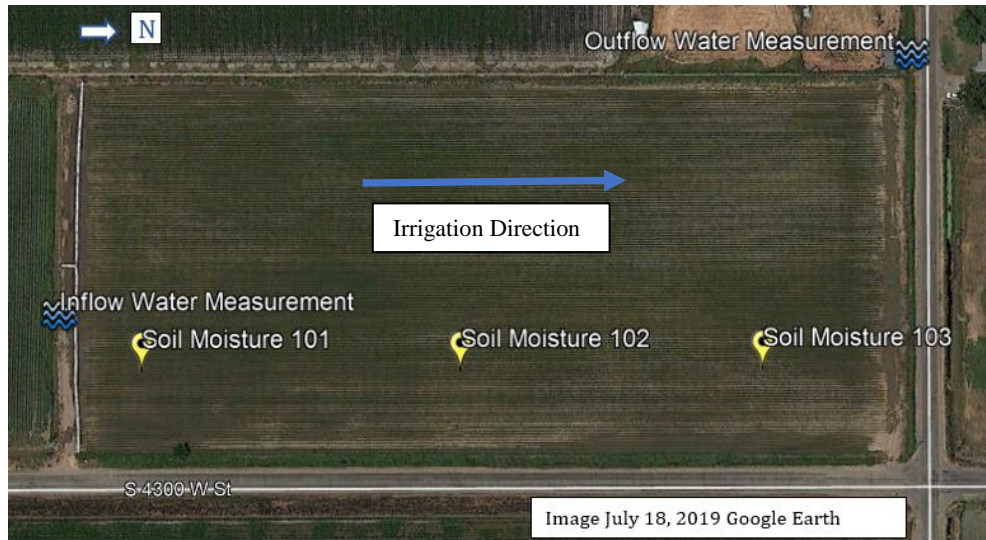 N
Outflow Water Measurement
Irrigation Direction
Inflow Water Measurement
Soil Moisture 101
Soil Moisture 102
Soil Moisture 103
S 4300 W St
Image July 18, 2019 Google Earth